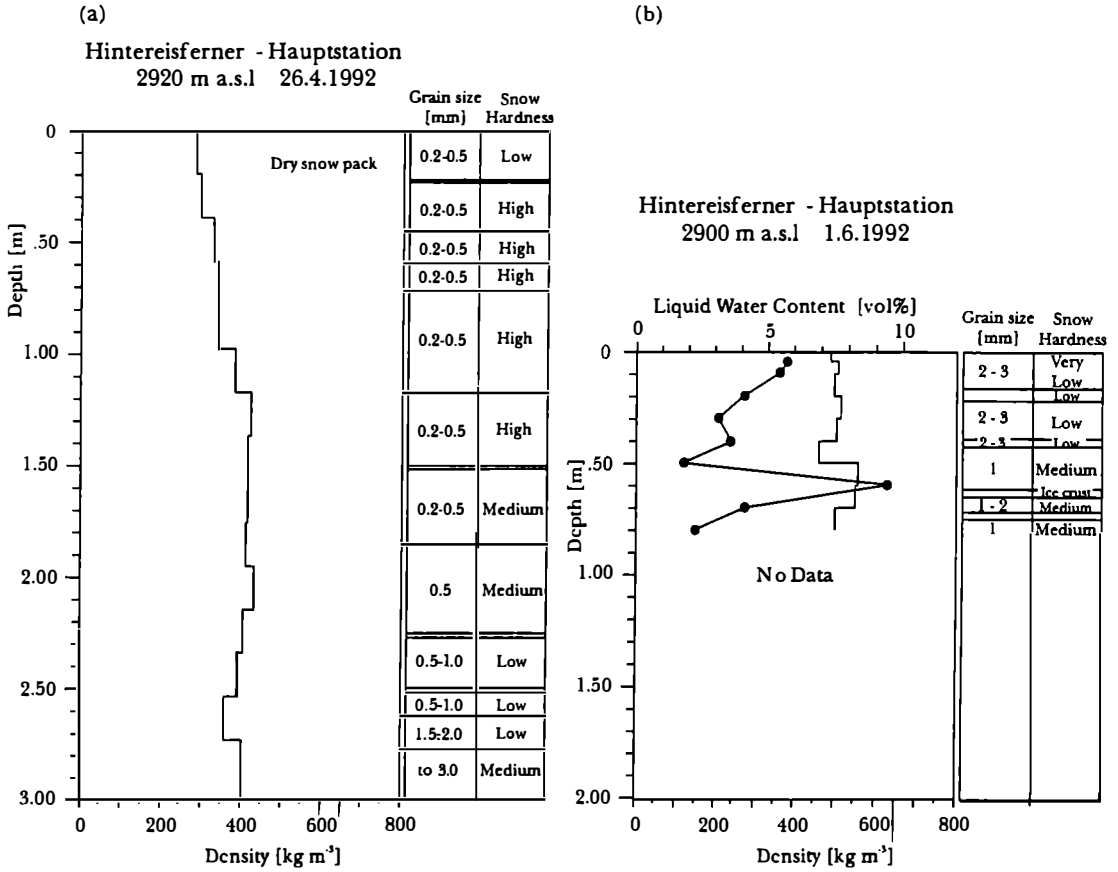 (a)
Hintereisferner - Hauptstation
2920 m a.s.l 26.4.1992
Grain size Snow
[mm] Hardness
0
.50
1.00
1.50
2.00
2.50
3.00
Depth [m]
Dry snow pack
0.2-0.5 Low
0.2-0.5 High
0.2-0.5 High
0.2-0.5 High
0.2-0.5 High
0.2-0.5 High
0.2-0.5 Medium
0.5 Medium
0.5-1.0 Low
0.5-1.0 Low
1.5-2.0 Low
to 3.0 Medium
0 200 400 600 800
Density [kg m-3]
(b)
Hintereisferner - Hauptstation
2900 m a.s.l 1.6.1992
Liquid Water Content [vol%]
0 5 10
Grain size Snow
[mm] Hardness
0
.50
1.00
1.50
2.00
Depth [m]
No Data
2 - 3 Very
Low
Low
2 - 3 Low
2-3 Low
1 Medium
Ice crust
1 - 2 Medium
1 Medium
0 200 400 600 800
Density [kg m-3]